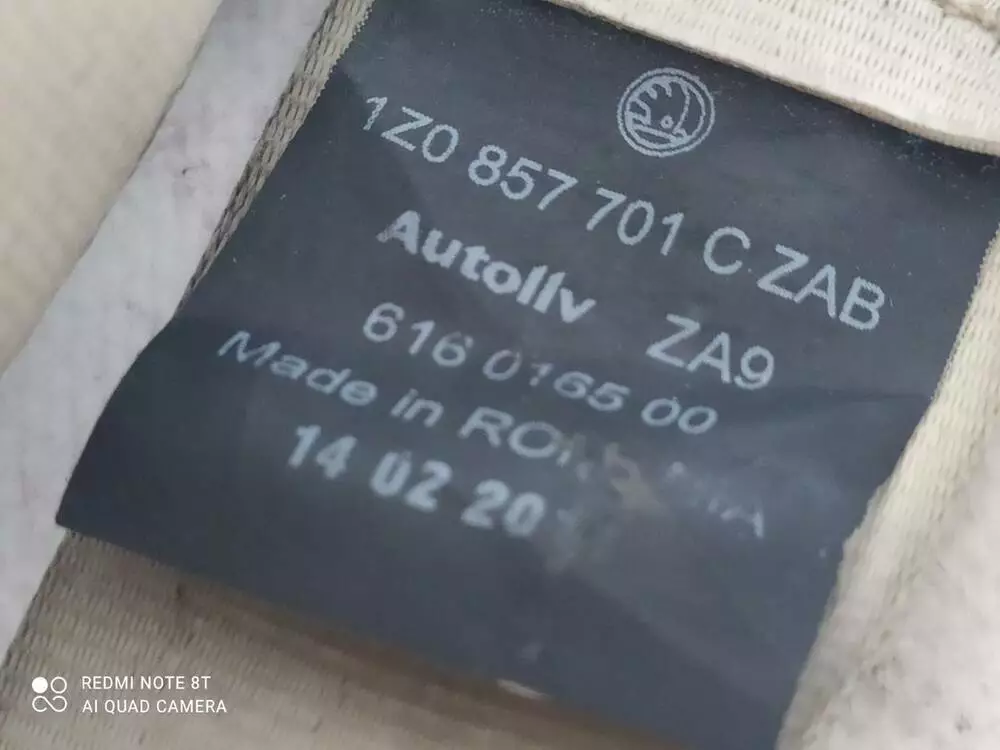 1Z0 857 701 C ZAB
Autoliv ZA9
616 0165 00
Made in
14 02 20
REDMI NOTE 8T
AI QUAD CAMERA